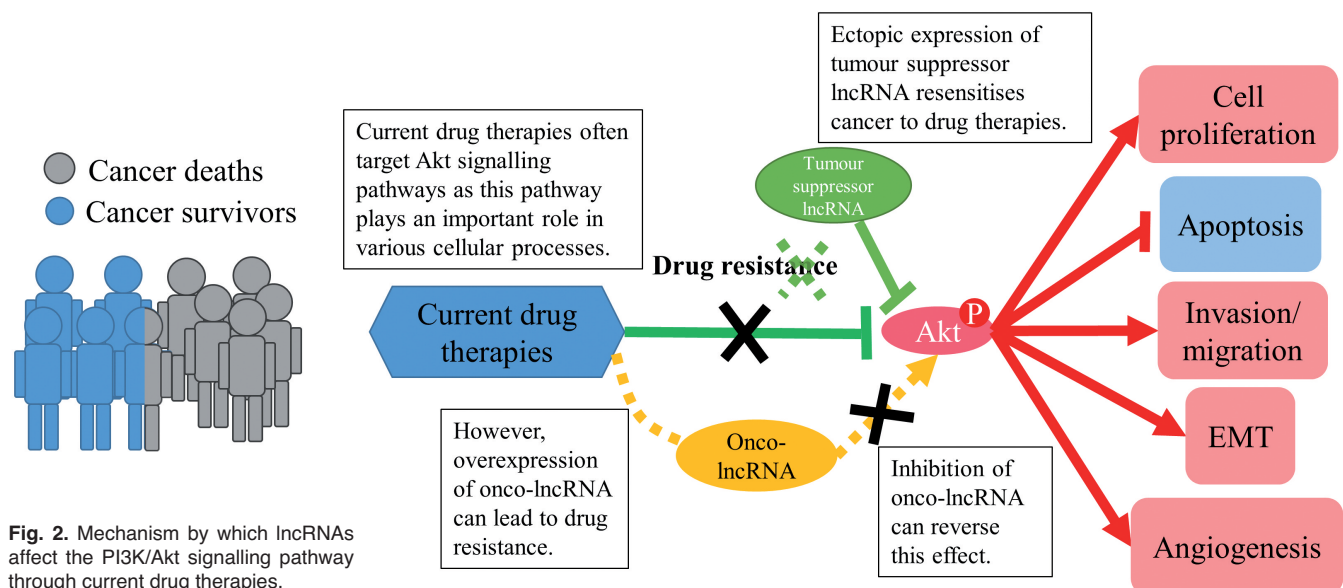 Cancer deaths
Cancer survivors
Fig. 2. Mechanism by which lncRNAs
affect the PI3K/Akt signalling pathway
through current drug therapies.
Current drug therapies often
target Akt signalling
pathways as this pathway
plays an important role in
various cellular processes.
Ectopic expression of
tumour suppressor
lncRNA resensitises
cancer to drug therapies.
Tumour
suppressor
lncRNA
Drug resistance
Current drug
therapies
Akt
P
Onco-
lncRNA
However,
overexpression
of onco-lncRNA
can lead to drug
resistance.
Inhibition of
onco-lncRNA
can reverse
this effect.
Cell
proliferation
Apoptosis
Invasion/
migration
EMT
Angiogenesis